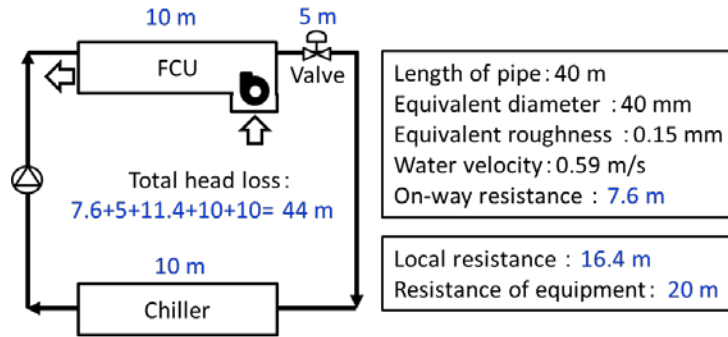 10 m
5 m
FCU
Valve
Total head loss:
7.6+5+11.4+10+10= 44 m
10 m
Chiller
Length of pipe: 40 m
Equivalent diameter : 40 mm
Equivalent roughness : 0.15 mm
Water velocity: 0.59 m/s
On-way resistance : 7.6 m
Local resistance : 16.4 m
Resistance of equipment: 20 m